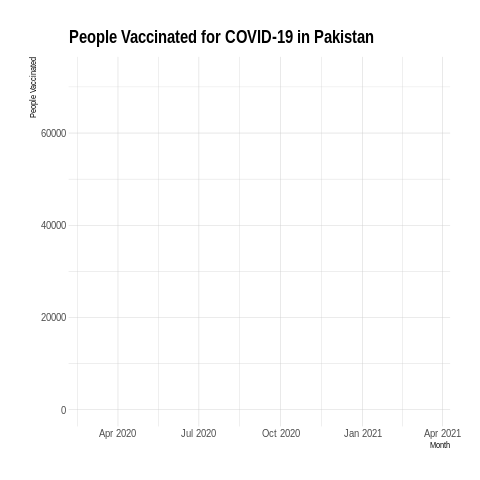 People Vaccinated for COVID-19 in Pakistan
People Vaccinated
60000
40000
20000
0
Apr 2020 Jul 2020 Oct 2020 Jan 2021 Apr 2021
Month